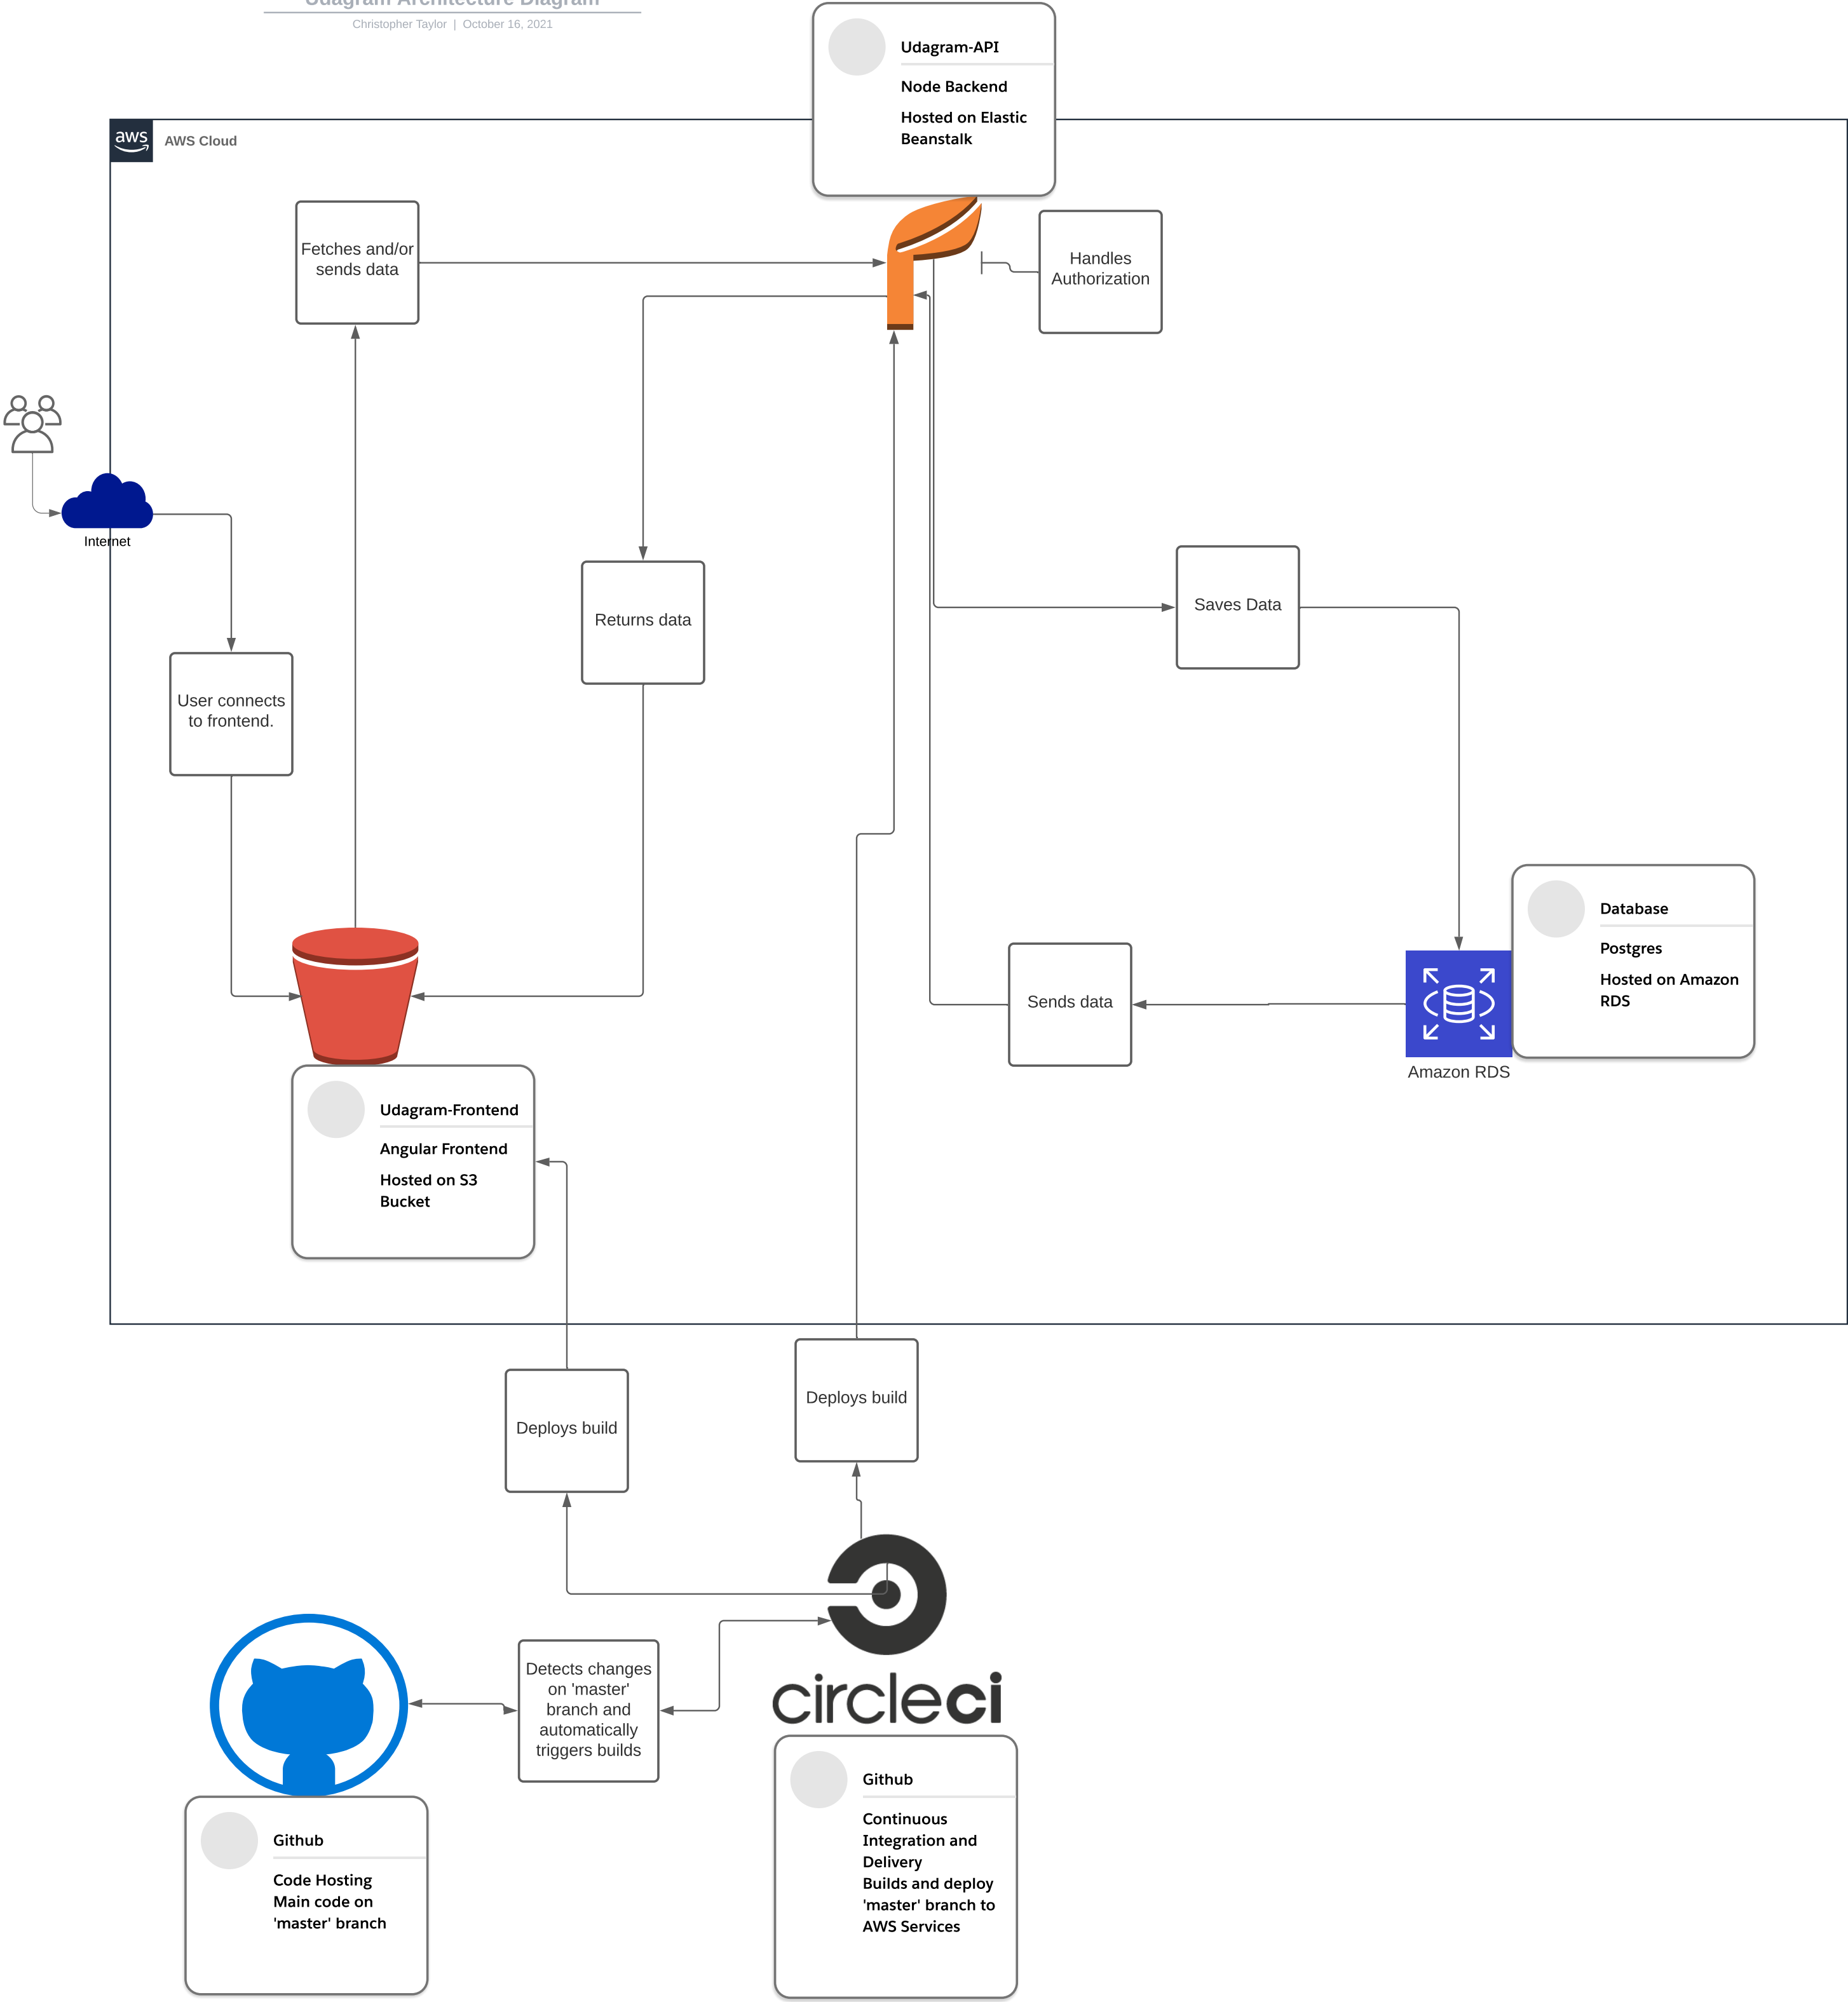 Udagram Architecture Diagram
Christopher Taylor | October 16, 2021
Udagram-API
Node Backend
Hosted on Elastic
Beanstalk
aws
AWS Cloud
Fetches and/or
sends data
Handles
Authorization
Internet
Returns data
Saves Data
User connects
to frontend.
Database
Postgres
Hosted on Amazon
RDS
Sends data
Amazon RDS
Udagram-Frontend
Angular Frontend
Hosted on S3
Bucket
Deploys build
Deploys build
Detects changes
on 'master'
branch and
automatically
triggers builds
circleci
Github
Code Hosting
Main code on
'master' branch
Github
Continuous
Integration and
Delivery
Builds and deploy
'master' branch to
AWS Services